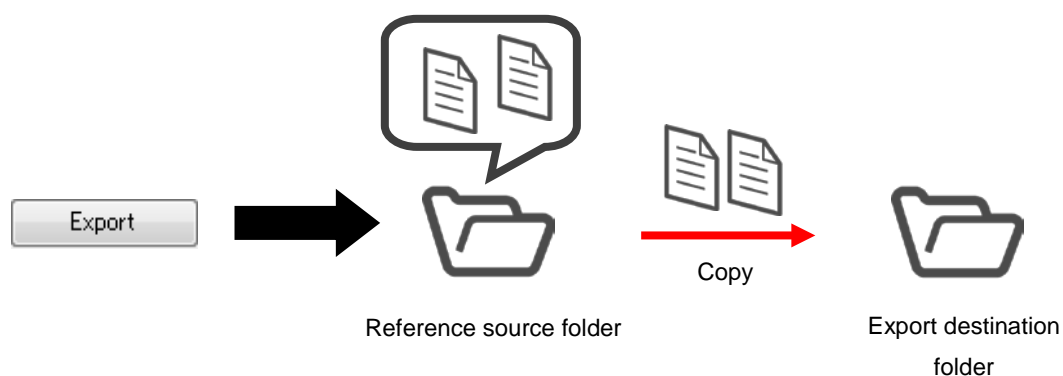 Export
Copy
Reference source folder
Export destination
folder